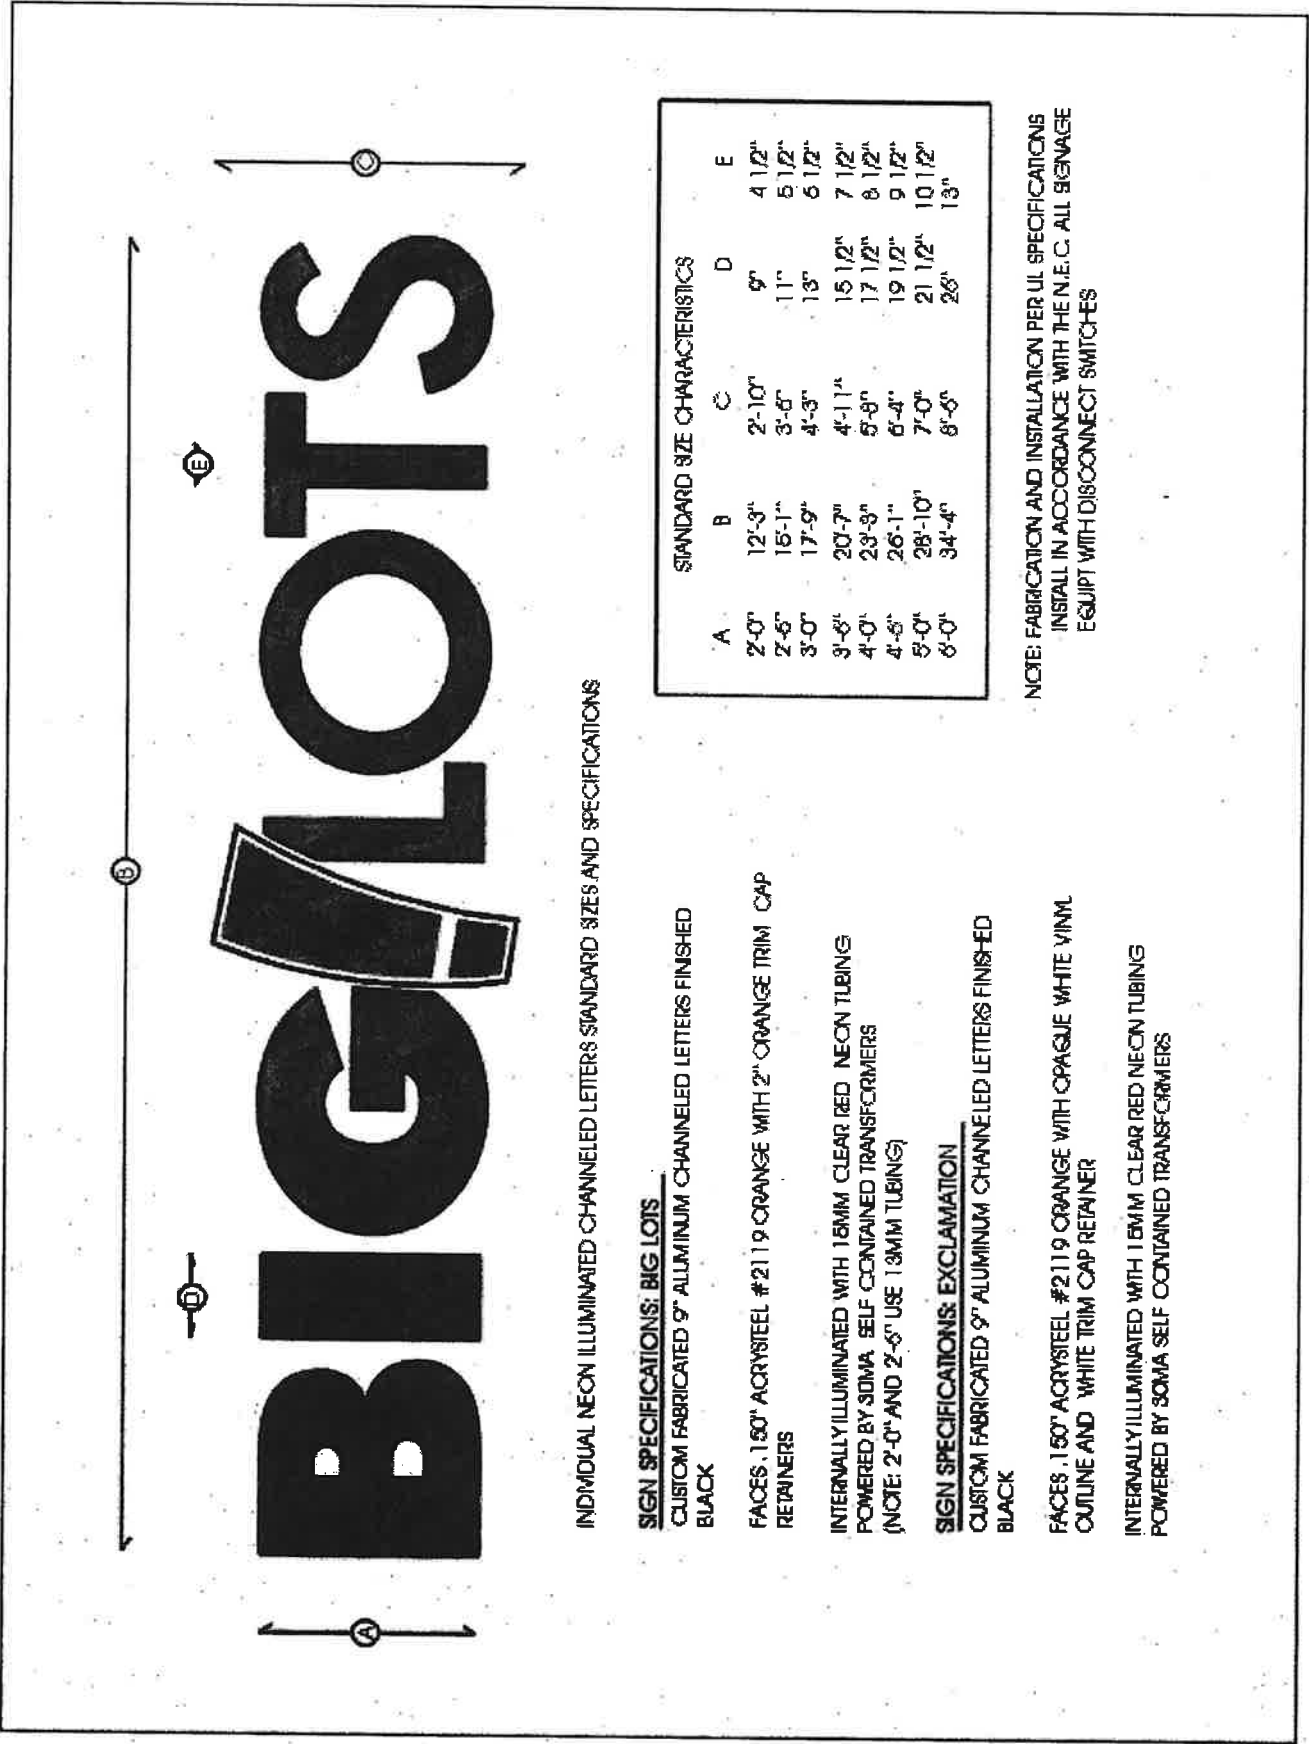 B
D
E
A
BIG LOTS
C
INDIVIDUAL NEON ILLUMINATED CHANNELED LETTERS STANDARD SIZES AND SPECIFICATIONS
SIGN SPECIFICATIONS: BIG LOTS
CUSTOM FABRICATED 9" ALUMINUM CHANNELED LETTERS FINISHED
BLACK
FACES .150" ACRYSTEEL #2119 ORANGE WITH 2" ORANGE TRIM CAP
RETAINERS
INTERNALLY ILLUMINATED WITH 15MM CLEAR RED NEON TUBING
POWERED BY 30MA SELF CONTAINED TRANSFORMERS
(NOTE: 2'-0" AND 2'-6" USE 13MM TUBING)
SIGN SPECIFICATIONS: EXCLAMATION
CUSTOM FABRICATED 9" ALUMINUM CHANNELED LETTERS FINISHED
BLACK
FACES .150" ACRYSTEEL #2119 ORANGE WITH OPAQUE WHITE VINYL
OUTLINE AND WHITE TRIM CAP RETAINER
INTERNALLY ILLUMINATED WITH 15MM CLEAR RED NEON TUBING
POWERED BY 30MA SELF CONTAINED TRANSFORMERS
STANDARD SIZE CHARACTERISTICS
A B C D E
2'-0" 12'-3" 2'-10" 9" 4 1/2"
2'-6" 15'-1" 3'-6" 11" 5 1/2"
3'-0" 17'-9" 4'-3" 13" 6 1/2"
3'-6" 20'-7" 4'-11" 15 1/2" 7 1/2"
4'-0" 23'-3" 5'-8" 17 1/2" 8 1/2"
4'-6" 26'-1" 6'-4" 19 1/2" 9 1/2"
5'-0" 28'-10" 7'-0" 21 1/2" 10 1/2"
6'-0" 34'-4" 8'-6" 26" 13"
NOTE: FABRICATION AND INSTALLATION PER UL SPECIFICATIONS
INSTALL IN ACCORDANCE WITH THE N.E.C. ALL SIGNAGE
EQUIPT WITH DISCONNECT SWITCHES